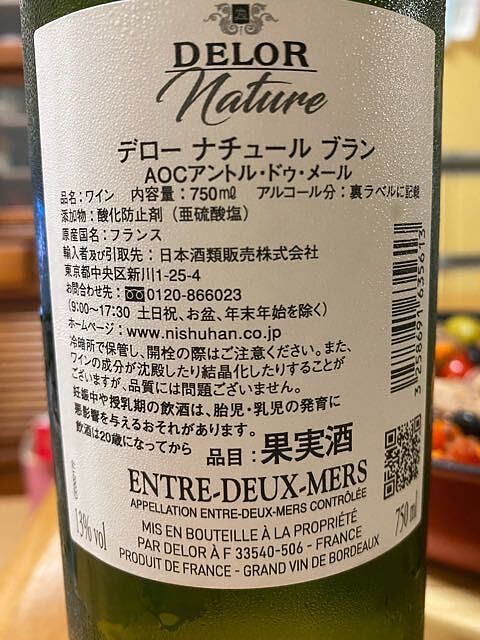 DELOR
Nature
デロー ナチュール ブラン
AOCアントル・ドゥ・メール
品名：ワイン 内容量：750mℓ アルコール分：裏ラベルに記載
添加物：酸化防止剤（亜硫酸塩）
原産国名：フランス
輸入者及び引取先：日本酒類販売株式会社
東京都中央区新川1-25-4
お問合わせ先：0120-866023
（9:00～17:30 土日祝、お盆、年末年始を除く）
ホームページ：www.nishuhan.co.jp
冷暗所で保管し、開栓の際はご注意ください。また、
ワインの成分が沈殿したり結晶化したりすることが
ございますが、品質には問題ございません。
妊娠中や授乳期の飲酒は、胎児・乳児の発育に
悪影響を与えるおそれがあります。
飲酒は20歳になってから
品目：果実酒
3 258691 635613
ENTRE-DEUX-MERS
APPELLATION ENTRE-DEUX-MERS CONTRÔLÉE
13% vol
750 ml
MIS EN BOUTEILLE À LA PROPRIÉTÉ
PAR DELOR À F 33540-506 - FRANCE
PRODUIT DE FRANCE - GRAND VIN DE BORDEAUX